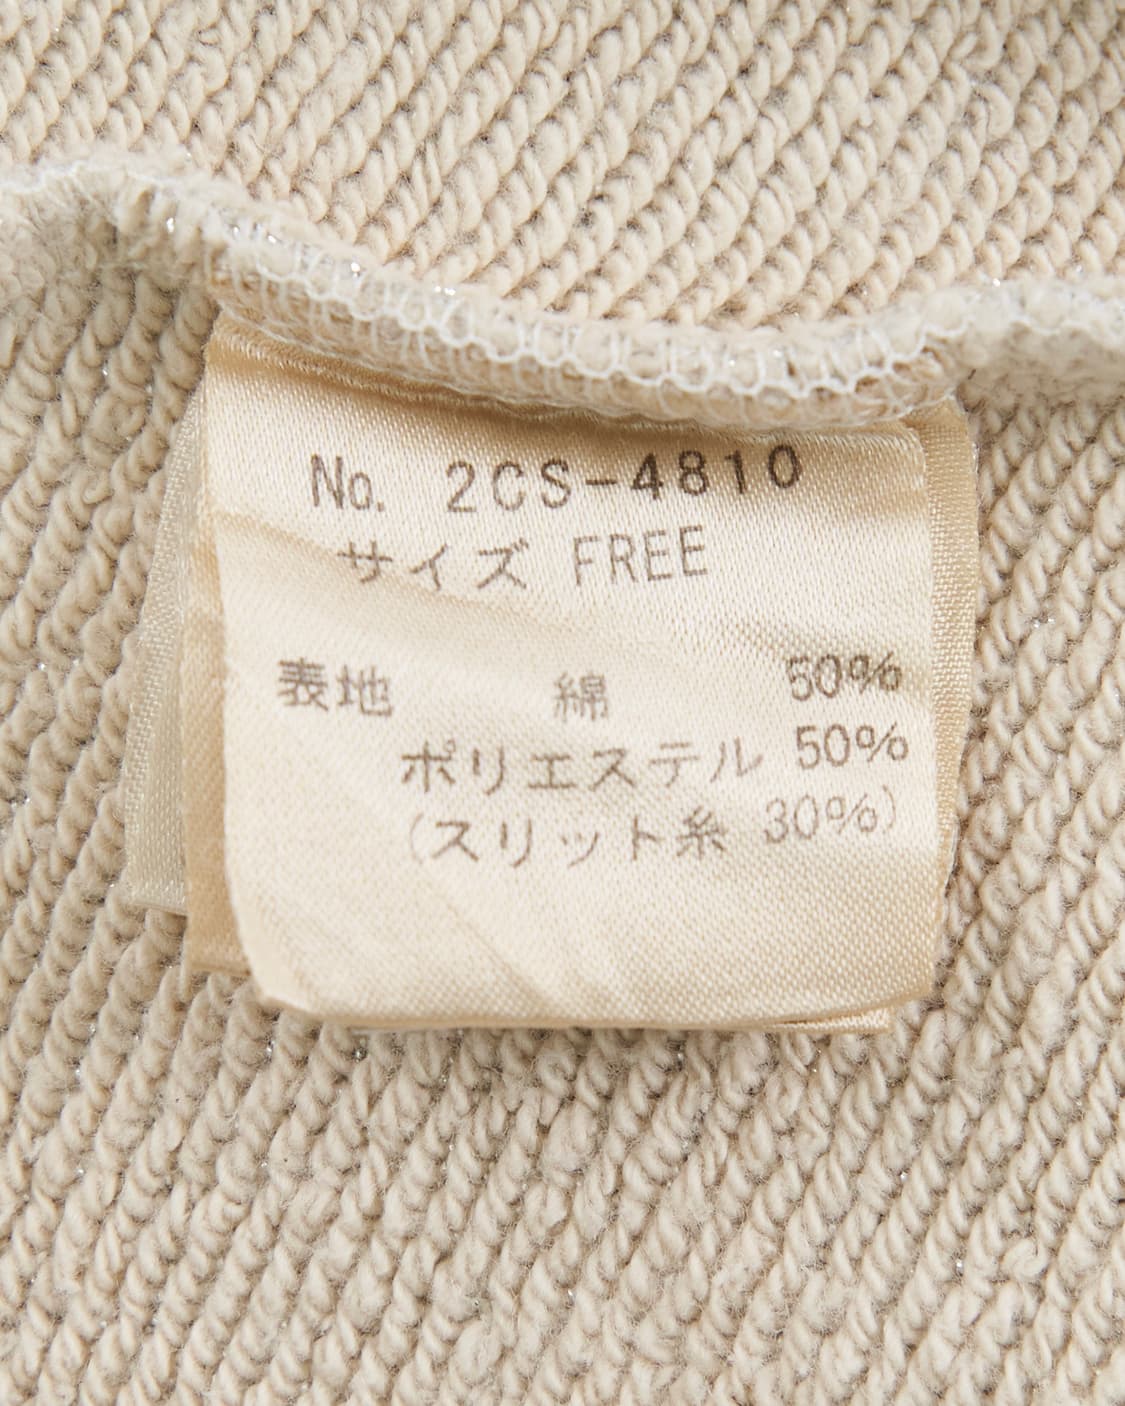 No. 2CS-4810
サイズ FREE
表地 綿 50%
ポリエステル 50%
(スリット糸 30%)